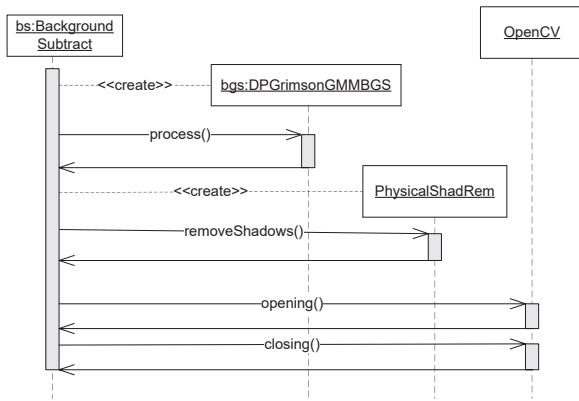 bs:Background
Subtract
OpenCV
<<create>>
bgs:DPGrimsonGMMBGS
process()
<<create>>
PhysicalShadRem
removeShadows()
opening()
closing()